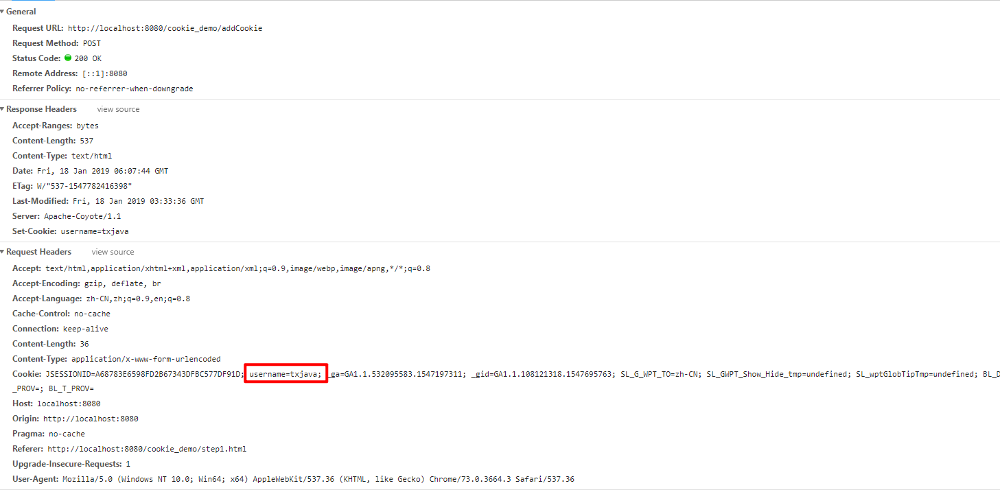 General
Request URL: http://localhost:8080/cookie_demo/addCookie
Request Method: POST
Status Code: 200 OK
Remote Address: [::1]:8080
Referrer Policy: no-referrer-when-downgrade
Response Headers view source
Accept-Ranges: bytes
Content-Length: 537
Content-Type: text/html
Date: Fri, 18 Jan 2019 06:07:44 GMT
ETag: W/"537-1547782416398"
Last-Modified: Fri, 18 Jan 2019 03:33:36 GMT
Server: Apache-Coyote/1.1
Set-Cookie: username=txjava
Request Headers view source
Accept: text/html,application/xhtml+xml,application/xml;q=0.9,image/webp,image/apng,*/*;q=0.8
Accept-Encoding: gzip, deflate, br
Accept-Language: zh-CN,zh;q=0.9,en;q=0.8
Cache-Control: no-cache
Connection: keep-alive
Content-Length: 36
Content-Type: application/x-www-form-urlencoded
Cookie: JSESSIONID=A68783E6598FD2B67343DFBC577DF91D; username=txjava; _ga=GA1.1.532095583.1547197311; _gid=GA1.1.108121318.1547695763; SL_G_WPT_TO=zh-CN; SL_GWPT_Show_Hide_tmp=undefined; SL_wptGlobTipTmp=undefined; BL_D
_PROV=; BL_T_PROV=
Host: localhost:8080
Origin: http://localhost:8080
Pragma: no-cache
Referer: http://localhost:8080/cookie_demo/step1.html
Upgrade-Insecure-Requests: 1
User-Agent: Mozilla/5.0 (Windows NT 10.0; Win64; x64) AppleWebKit/537.36 (KHTML, like Gecko) Chrome/73.0.3664.3 Safari/537.36